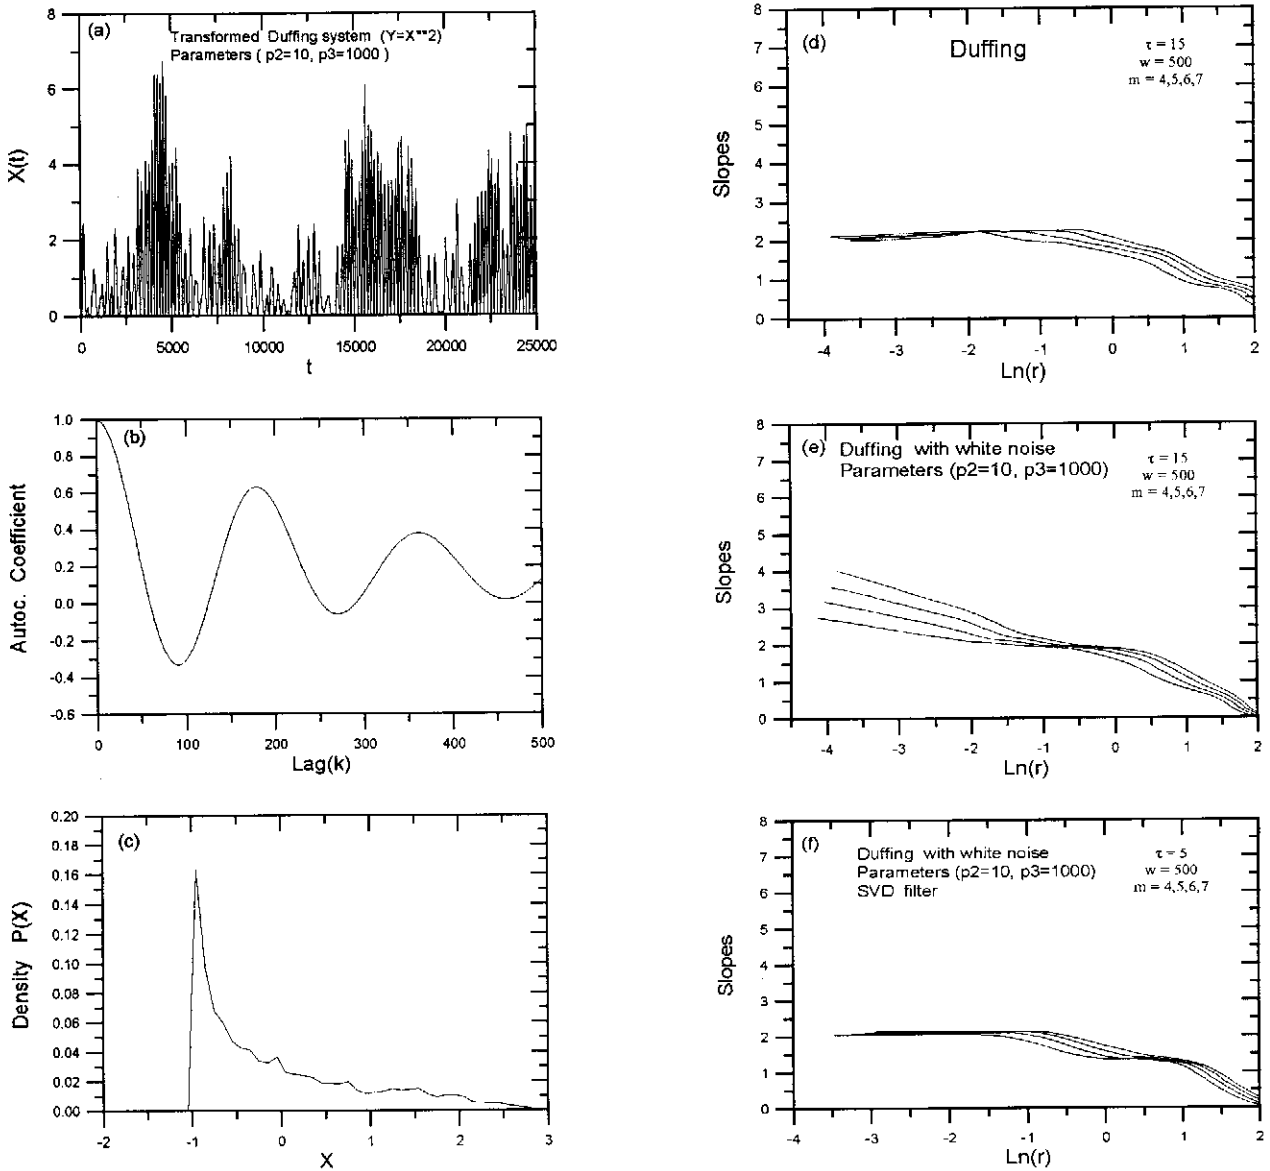 (a)
Transformed Duffing system (Y=X**2)
Parameters ( p2=10, p3=1000 )
8
6
4
2
0
X(t)
0 5000 10000 15000 20000 25000
t
(b)
1.0
0.8
0.6
0.4
0.2
0.0
-0.2
-0.4
-0.6
Autoc. Coefficient
0 100 200 300 400 500
Lag(k)
(c)
0.20
0.18
0.16
0.14
0.12
0.10
0.08
0.06
0.04
0.02
0.00
Density P(X)
-2 -1 0 1 2 3
X
(d)
Duffing
τ = 15
w = 500
m = 4,5,6,7
8
7
6
5
4
3
2
1
0
Slopes
-4 -3 -2 -1 0 1 2
Ln(r)
(e)
Duffing with white noise
Parameters (p2=10, p3=1000)
τ = 15
w = 500
m = 4,5,6,7
8
7
6
5
4
3
2
1
0
Slopes
-4 -3 -2 -1 0 1 2
Ln(r)
(f)
Duffing with white noise
Parameters (p2=10, p3=1000)
SVD filter
τ = 5
w = 500
m = 4,5,6,7
8
7
6
5
4
3
2
1
0
Slopes
-4 -3 -2 -1 0 1 2
Ln(r)